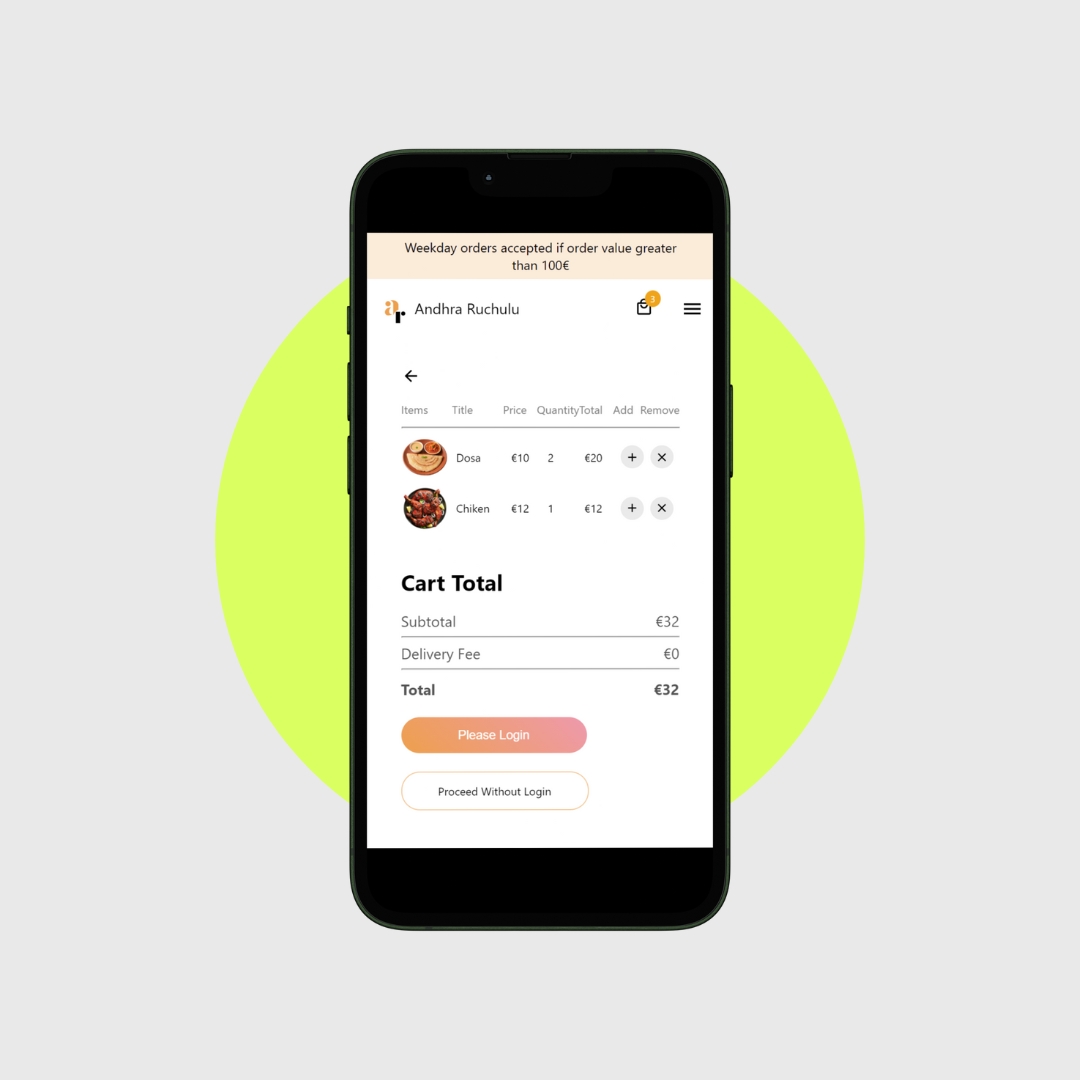 Weekday orders accepted if order value greater
than 100€
ar Andhra Ruchulu 3
Items Title Price Quantity Total Add Remove
Dosa €10 2 €20
Chiken €12 1 €12
Cart Total
Subtotal €32
Delivery Fee €0
Total €32
Please Login
Proceed Without Login